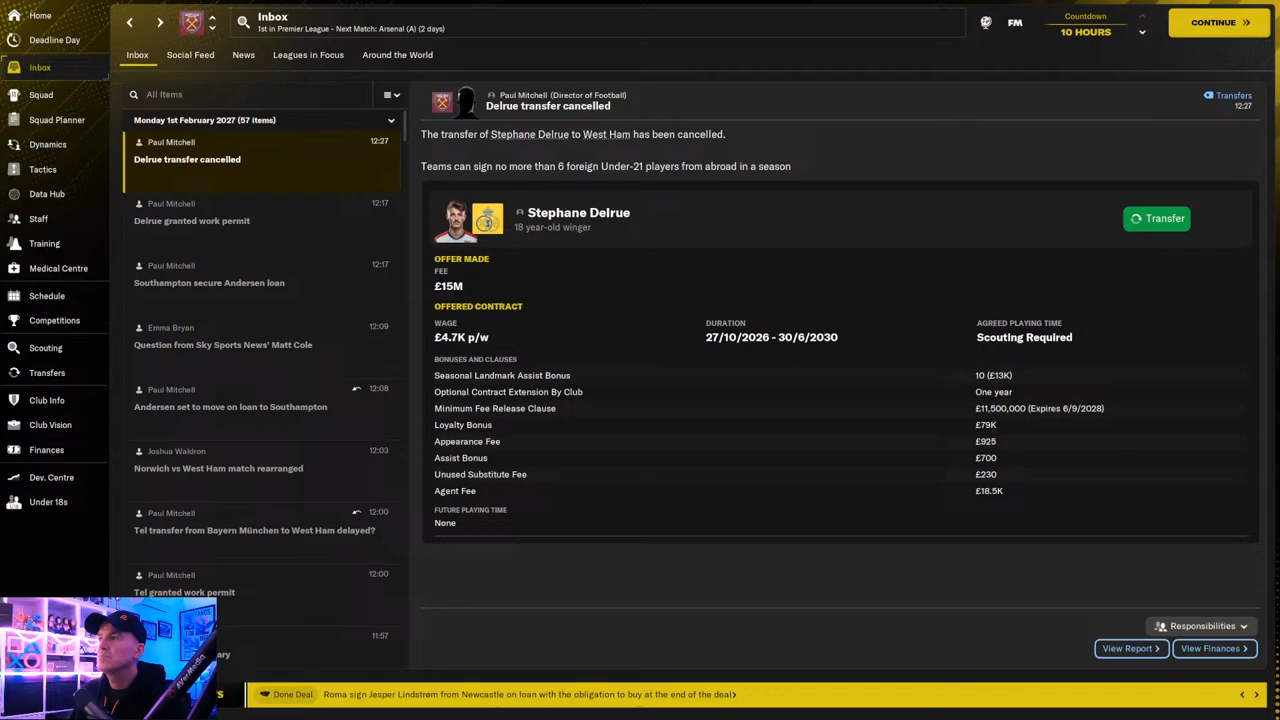 Home
Deadline Day
Inbox
Squad
Squad Planner
Dynamics
Tactics
Data Hub
Staff
Training
Medical Centre
Schedule
Competitions
Scouting
Transfers
Club Info
Club Vision
Finances
Dev. Centre
Under 18s
Inbox
1st in Premier League - Next Match: Arsenal (A) (2 days)
FM
Countdown
10 HOURS
CONTINUE
Inbox Social Feed News Leagues in Focus Around the World
All Items
Monday 1st February 2027 (57 Items)
Paul Mitchell 12:27
Delrue transfer cancelled
Paul Mitchell 12:17
Delrue granted work permit
Paul Mitchell 12:17
Southampton secure Andersen loan
Emma Bryan 12:09
Question from Sky Sports News' Matt Cole
Paul Mitchell 12:08
Andersen set to move on loan to Southampton
Joshua Waldron 12:03
Norwich vs West Ham match rearranged
Paul Mitchell 12:00
Tel transfer from Bayern München to West Ham delayed?
Paul Mitchell 12:00
Tel granted work permit
11:57
Paul Mitchell (Director of Football)
Delrue transfer cancelled
Transfers
12:27
The transfer of Stephane Delrue to West Ham has been cancelled.
Teams can sign no more than 6 foreign Under-21 players from abroad in a season
Stephane Delrue
18 year-old winger
Transfer
OFFER MADE
FEE
£15M
OFFERED CONTRACT
WAGE DURATION AGREED PLAYING TIME
£4.7K p/w 27/10/2026 - 30/6/2030 Scouting Required
BONUSES AND CLAUSES
Seasonal Landmark Assist Bonus 10 (£13K)
Optional Contract Extension By Club One year
Minimum Fee Release Clause £11,500,000 (Expires 6/9/2028)
Loyalty Bonus £79K
Appearance Fee £925
Assist Bonus £700
Unused Substitute Fee £230
Agent Fee £18.5K
FUTURE PLAYING TIME
None
Responsibilities
View Report View Finances
Done Deal Roma sign Jesper Lindstrøm from Newcastle on loan with the obligation to buy at the end of the deal
AVerMedia